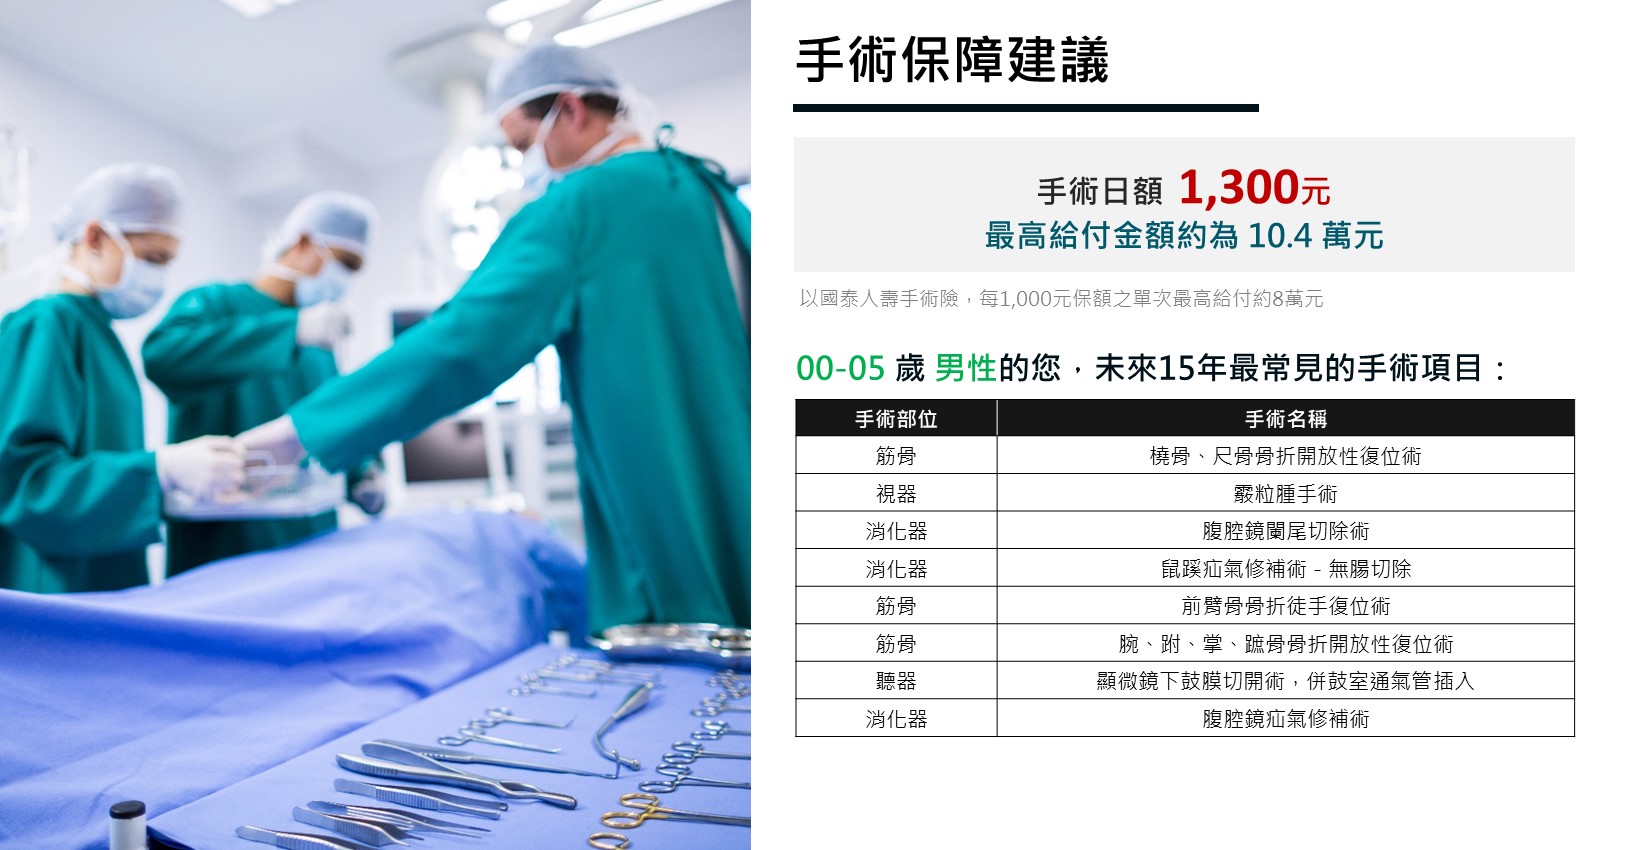 手術保障建議
手術日額 1,300元
最高給付金額約為 10.4 萬元
以國泰人壽手術險，每1,000元保額之單次最高給付約8萬元
00-05 歲 男性的您，未來15年最常見的手術項目：
手術部位 手術名稱
筋骨 橈骨、尺骨骨折開放性復位術
視器 霰粒腫手術
消化器 腹腔鏡闌尾切除術
消化器 鼠蹊疝氣修補術 - 無腸切除
筋骨 前臂骨骨折徒手復位術
筋骨 腕、跗、掌、蹠骨骨折開放性復位術
聽器 顯微鏡下鼓膜切開術，併鼓室通氣管插入
消化器 腹腔鏡疝氣修補術